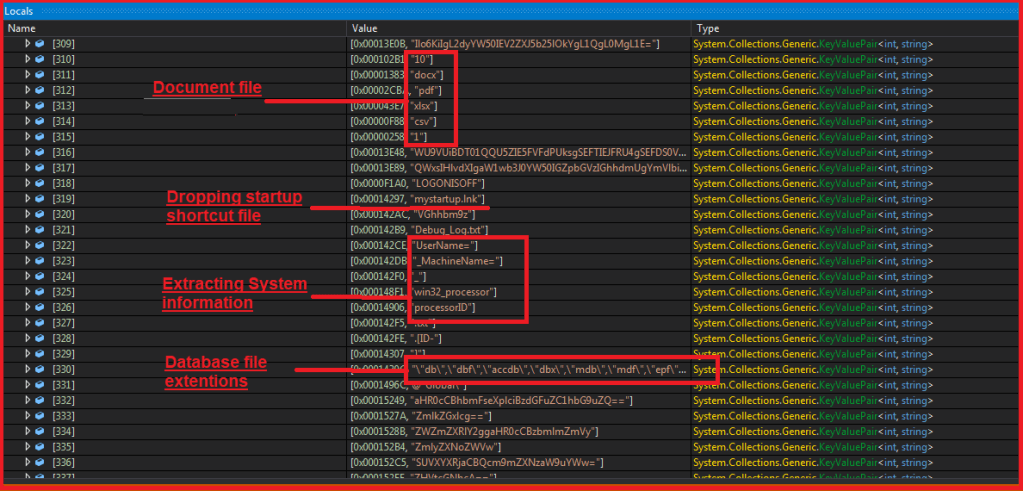 Locals
Name Value Type
[309] [0x00013E0B, "Ilo6KiIgL2dyYW50IEV2ZXJ5b25lOkYgL1QgL0MgL1E="] System.Collections.Generic.KeyValuePair<int, string>
[310] [0x000102B1, "10"] System.Collections.Generic.KeyValuePair<int, string>
[311] [0x00001383, "docx"] System.Collections.Generic.KeyValuePair<int, string>
Document file
[312] [0x00002CBA, "pdf"] System.Collections.Generic.KeyValuePair<int, string>
[313] [0x000043E7, "xlsx"] System.Collections.Generic.KeyValuePair<int, string>
[314] [0x00000F88, "csv"] System.Collections.Generic.KeyValuePair<int, string>
[315] [0x00000258, "1"] System.Collections.Generic.KeyValuePair<int, string>
[316] [0x00013E48, System.Collections.Generic.KeyValuePair<int, string>
[317] [0x00013E89, System.Collections.Generic.KeyValuePair<int, string>
[318] [0x0000F1A0, "LOGONISOFF"] System.Collections.Generic.KeyValuePair<int, string>
Dropping startup
[319] [0x00014297, "mystartup.lnk"] System.Collections.Generic.KeyValuePair<int, string>
shortcut file
[320] [0x000142AC, "VGhhbm9z"] System.Collections.Generic.KeyValuePair<int, string>
[321] [0x000142B9, "Debug_Log.txt"] System.Collections.Generic.KeyValuePair<int, string>
[322] [0x000142CE, "UserName="] System.Collections.Generic.KeyValuePair<int, string>
[323] [0x000142DB, "_MachineName="] System.Collections.Generic.KeyValuePair<int, string>
[324] [0x000142F0, "_"] System.Collections.Generic.KeyValuePair<int, string>
Extracting System
[325] [0x000148F1, "win32_processor"] System.Collections.Generic.KeyValuePair<int, string>
information
[326] [0x00014906, "processorID"] System.Collections.Generic.KeyValuePair<int, string>
[327] [0x000142F5, ".txt"] System.Collections.Generic.KeyValuePair<int, string>
[328] [0x000142FE, ".[ID-"] System.Collections.Generic.KeyValuePair<int, string>
[329] [0x00014307, "]"] System.Collections.Generic.KeyValuePair<int, string>
Database file
[330] "\"db\",\"dbf\",\"accdb\",\"dbx\",\"mdb\",\"mdf\",\"epf\"... System.Collections.Generic.KeyValuePair<int, string>
extentions
[331] [0x0001496C, System.Collections.Generic.KeyValuePair<int, string>
[332] [0x00015249, "aHR0cCBhbmFseXplciBzdGFuZC1hbG9uZQ=="] System.Collections.Generic.KeyValuePair<int, string>
[333] [0x0001527A, "ZmlkZGxlcg=="] System.Collections.Generic.KeyValuePair<int, string>
[334] [0x0001528B, "ZWZmZXRlY2ggaHR0cCBzbmlmZmVy"] System.Collections.Generic.KeyValuePair<int, string>
[335] [0x000152B4, "ZmlyZXNoZWVw"] System.Collections.Generic.KeyValuePair<int, string>
[336] [0x000152C5, "SUVXYXRjaCBQcm9mZXNzaW9uYWw="] System.Collections.Generic.KeyValuePair<int, string>